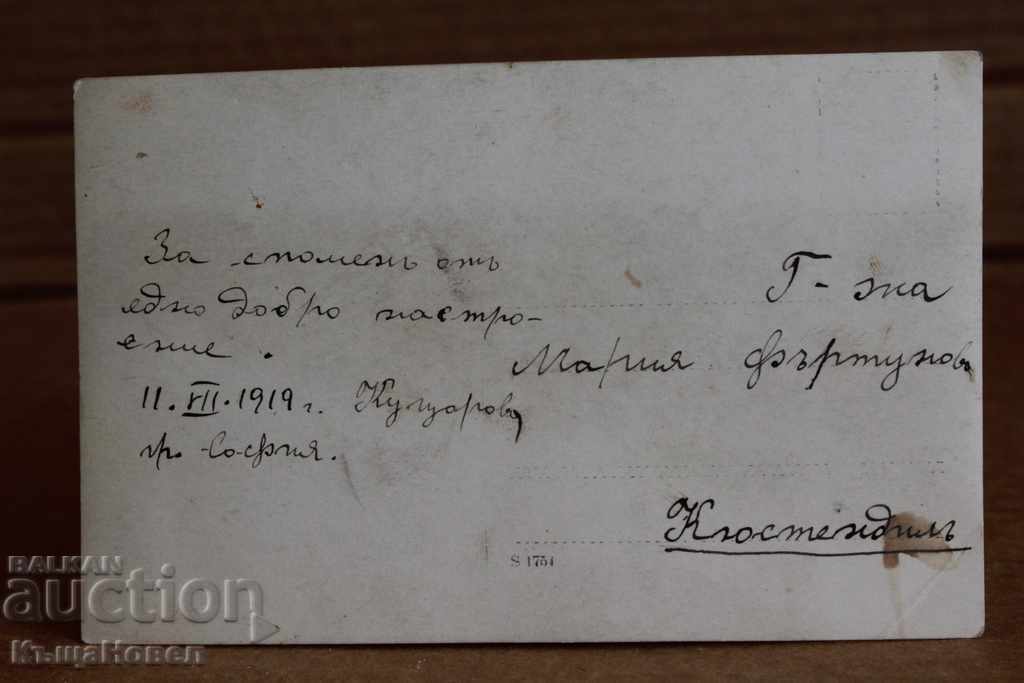 За споменъ отъ
едно добро настро-
ение.
11. VII. 1919 г.
гр. София.
Г-жа
Мария Фъртунова
Кюстендилъ
S 1754
BALKAN
auction
КъщаНовел